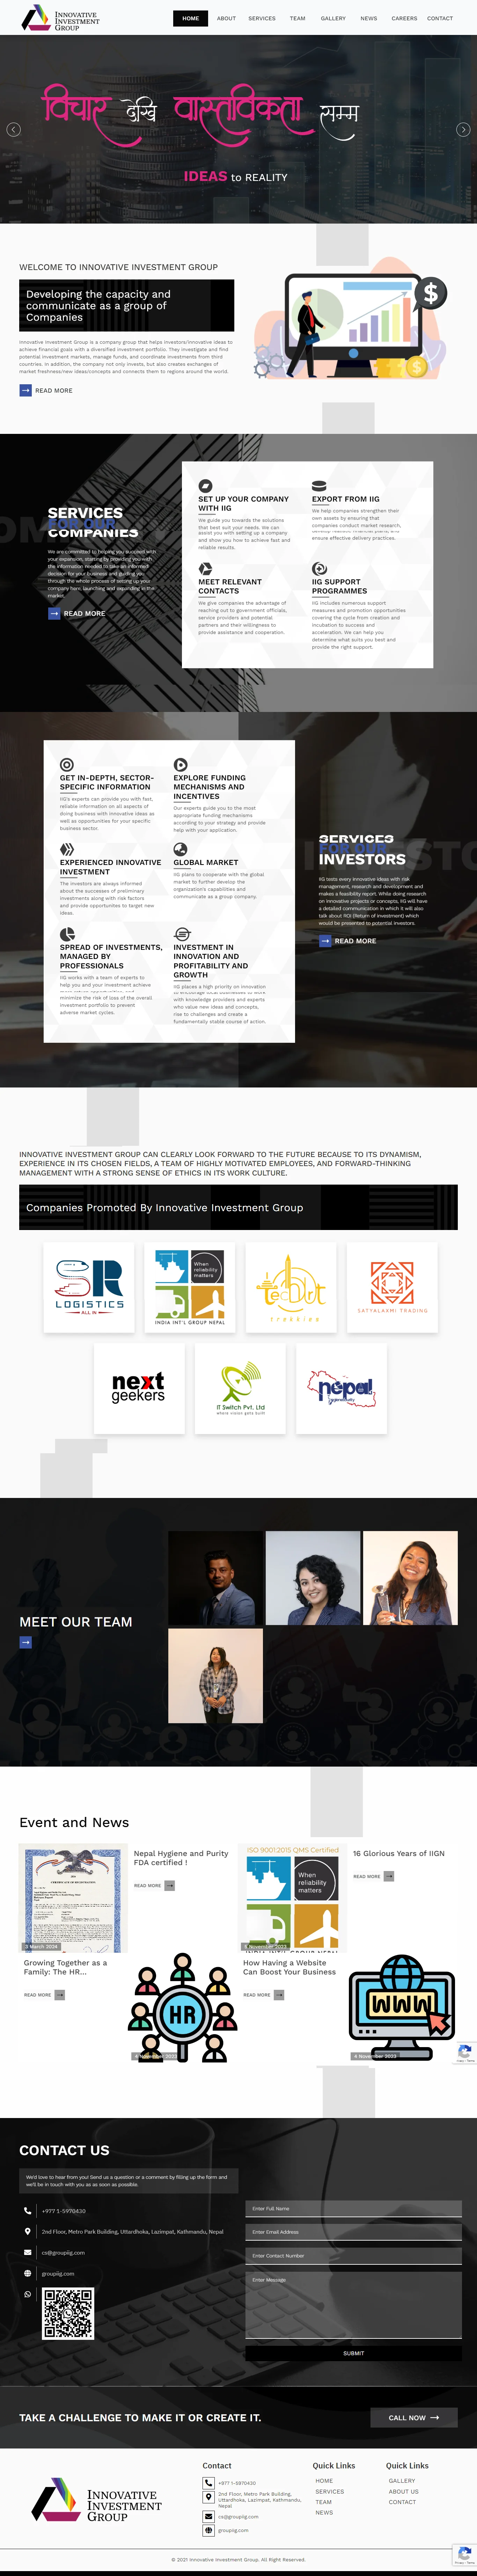 INNOVATIVE
INVESTMENT
GROUP
HOME ABOUT SERVICES TEAM GALLERY NEWS CAREERS CONTACT
विचार देखि वास्तविकता सम्म
IDEAS to REALITY
WELCOME TO INNOVATIVE INVESTMENT GROUP
Developing the capacity and
communicate as a group of
Companies
Innovative Investment Group is a company group that helps investors/innovative ideas to
achieve financial goals with a diversified investment portfolio. They investigate and find
potential investment markets, manage funds, and coordinate investments from third
countries. In addition, the company not only invests, but also creates exchanges of
market freshness/new ideas/concepts and connects them to regions around the world.
READ MORE
SERVICES
FOR OUR
COMPANIES
We are committed to helping you succeed with
your expansion, starting by providing you with
the information needed to take an informed
decision for your business and guiding you
through the whole process of setting up your
company here, launching and expanding in the
market.
READ MORE
SET UP YOUR COMPANY
WITH IIG
We guide you towards the solutions
that best suit your needs. We can
assist you with setting up a company
and show you how to achieve fast and
reliable results.
EXPORT FROM IIG
We help companies strengthen their
own assets by ensuring that
companies conduct market research,
ensure effective delivery practices.
MEET RELEVANT
CONTACTS
We give companies the advantage of
reaching out to government officials,
service providers and potential
partners and their willingness to
provide assistance and cooperation.
IIG SUPPORT
PROGRAMMES
IIG includes numerous support
measures and promotion opportunities
covering the cycle from creation and
incubation to success and
acceleration. We can help you
determine what suits you best and
provide the right support.
GET IN-DEPTH, SECTOR-
SPECIFIC INFORMATION
IIG's experts can provide you with fast,
reliable information on all aspects of
doing business with innovative ideas as
well as opportunities for your specific
business sector.
EXPLORE FUNDING
MECHANISMS AND
INCENTIVES
Our experts guide you to the most
appropriate funding mechanisms
according to your strategy and provide
help with your application.
EXPERIENCED INNOVATIVE
INVESTMENT
The investors are always informed
about the successes of preliminary
investments along with risk factors
and provide opportunities to target new
ideas.
GLOBAL MARKET
IIG plans to cooperate with the global
market to further develop the
organization's capabilities and
communicate as a company group.
SPREAD OF INVESTMENTS,
MANAGED BY
PROFESSIONALS
IIG works with a team of experts to
help you and your investment achieve
minimize the risk of loss of the overall
investment portfolio to prevent
adverse market cycles.
INVESTMENT IN
INNOVATION AND
PROFITABILITY AND
GROWTH
IIG places a high priority on innovation
to encourage local businesses to work
with knowledge providers and experts
who value new ideas and concepts,
rise to challenges and create a
fundamentally viable course of action.
SERVICES
FOR OUR
INVESTORS
IIG tests every innovative ideas with risk
management, research and development and
makes a feasibility report. While doing research
on innovative projects or concepts, IIG will have
a detailed communication in which it will also
talk about ROI (Return of investment) which
would be presented to potential investors.
READ MORE
INNOVATIVE INVESTMENT GROUP CAN CLEARLY LOOK FORWARD TO THE FUTURE BECAUSE TO ITS DYNAMISM,
EXPERIENCE IN ITS CHOSEN FIELDS, A TEAM OF HIGHLY MOTIVATED EMPLOYEES, AND FORWARD-THINKING
MANAGEMENT WITH A STRONG SENSE OF ETHICS IN ITS WORK CULTURE.
Companies Promoted By Innovative Investment Group
SR
LOGISTICS
ALL IN
When
reliability
matters
INDIA INT'L GROUP NEPAL
trekking
SATYALAXMI TRADING
next
geekers
IT Switch Pvt. Ltd
where vision gets built
nepal
MEET OUR TEAM
Event and News
3 March 2024
Nepal Hygiene and Purity
FDA certified !
READ MORE
ISO 9001:2015 QMS Certified
When
reliability
matters
16 Glorious Years of IIGN
READ MORE
Growing Together as a
Family: The HR...
READ MORE
HR
4 November 2023
How Having a Website
Can Boost Your Business
READ MORE
WWW
4 November 2023
CONTACT US
We'd love to hear from you! Send us a question or a comment by filling up the form and
we'll be in touch with you as as soon as possible.
+977 1-5970430
2nd Floor, Metro Park Building, Uttardhoka, Lazimpat, Kathmandu, Nepal
cs@groupiig.com
groupiig.com
Enter Full Name
Enter Email Address
Enter Contact Number
Enter Message
SUBMIT
TAKE A CHALLENGE TO MAKE IT OR CREATE IT.
CALL NOW
INNOVATIVE
INVESTMENT
GROUP
Contact
+977 1-5970430
2nd Floor, Metro Park Building,
Uttardhoka, Lazimpat, Kathmandu,
Nepal
cs@groupiig.com
groupiig.com
Quick Links
HOME
SERVICES
TEAM
NEWS
Quick Links
GALLERY
ABOUT US
CONTACT
© 2021 Innovative Investment Group. All Right Reserved.